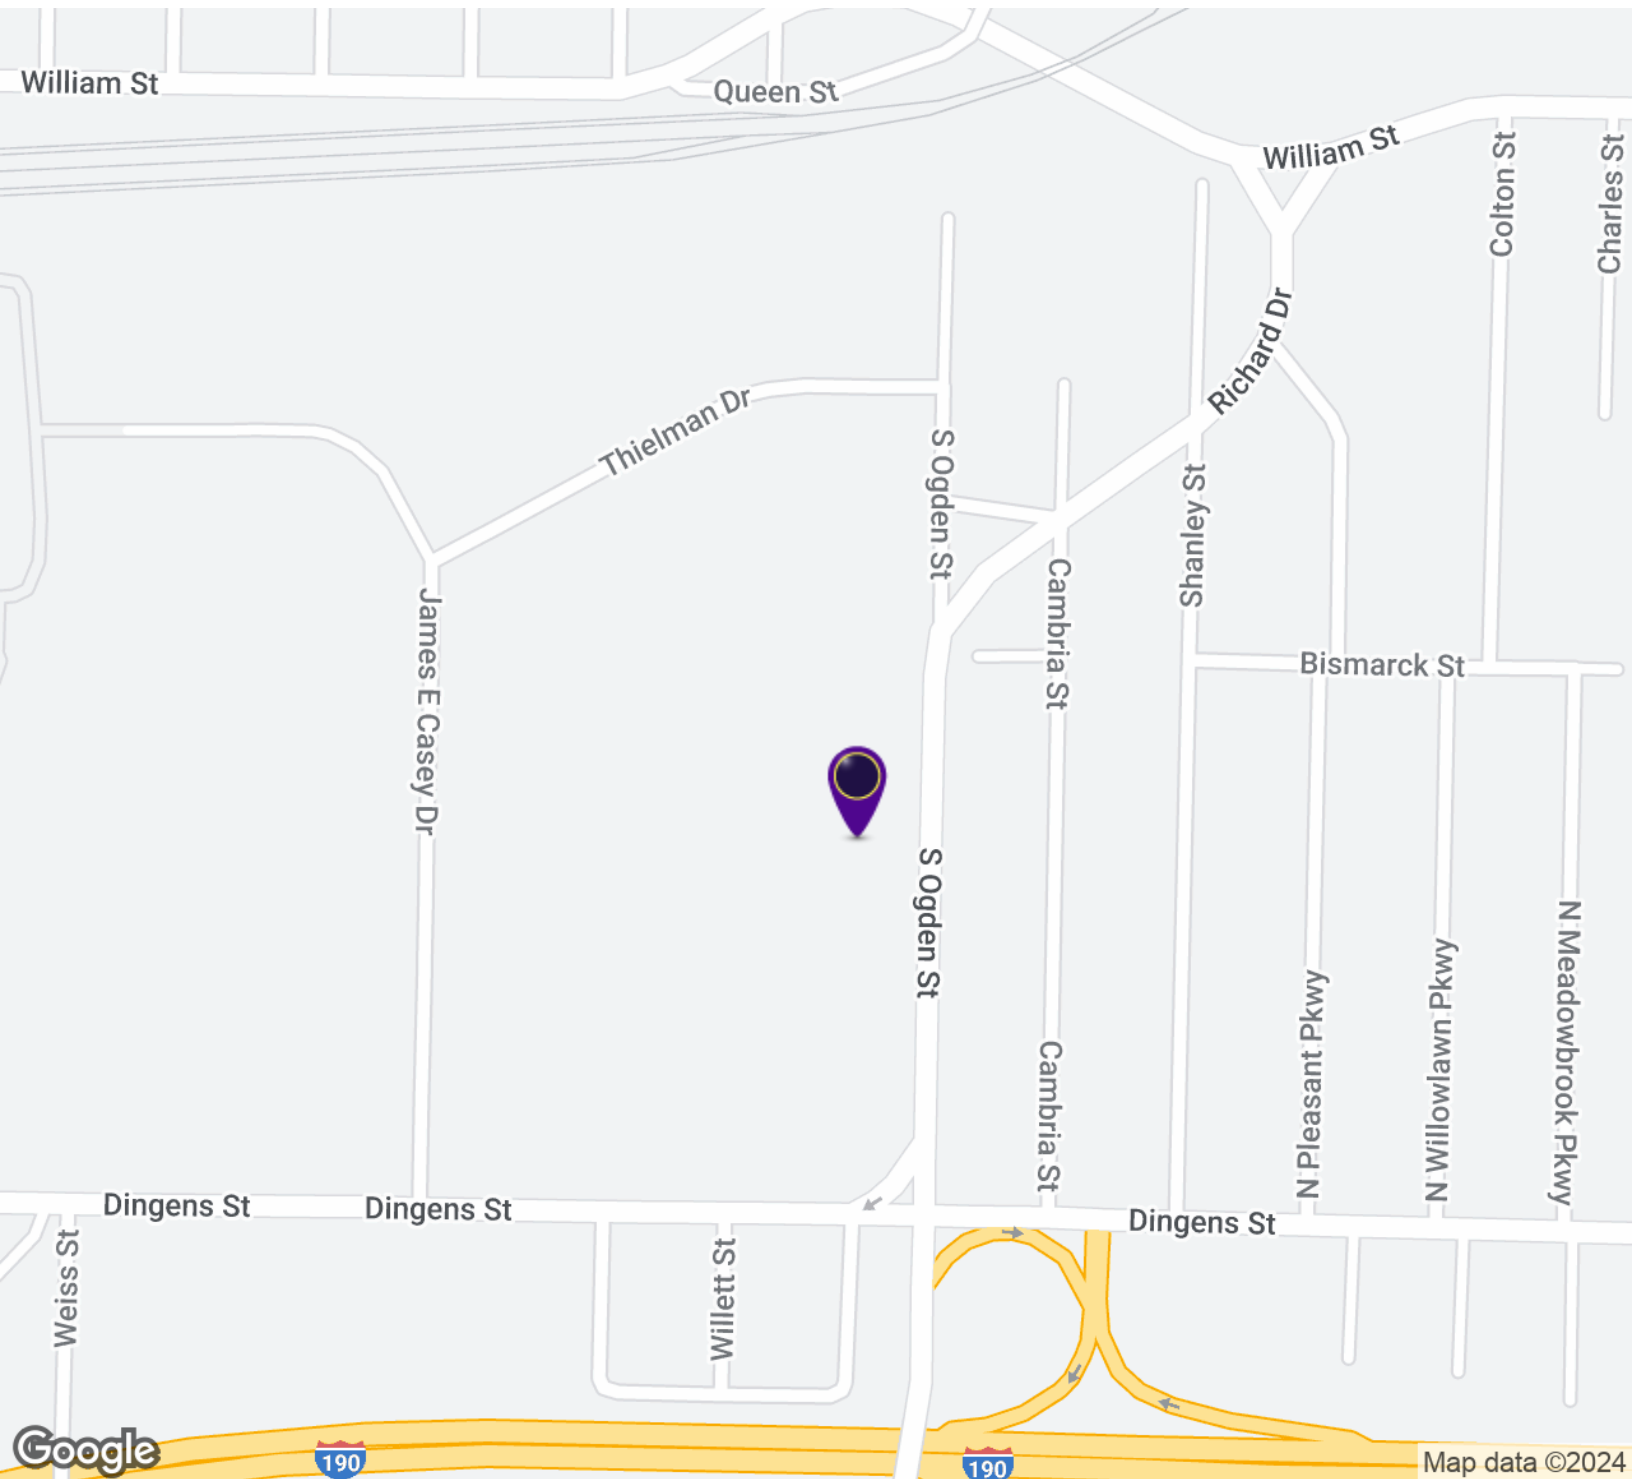 William St
Queen St
William St
Colton St
Charles St
Richard Dr
Thielman Dr
S Ogden St
Shanley St
Cambria St
James E Casey Dr
Bismarck St
S Ogden St
N Meadowbrook Pkwy
N Willowlawn Pkwy
N Pleasant Pkwy
Cambria St
Dingens St
Dingens St
Dingens St
Weiss St
Willett St
Google
190
190
Map data ©2024